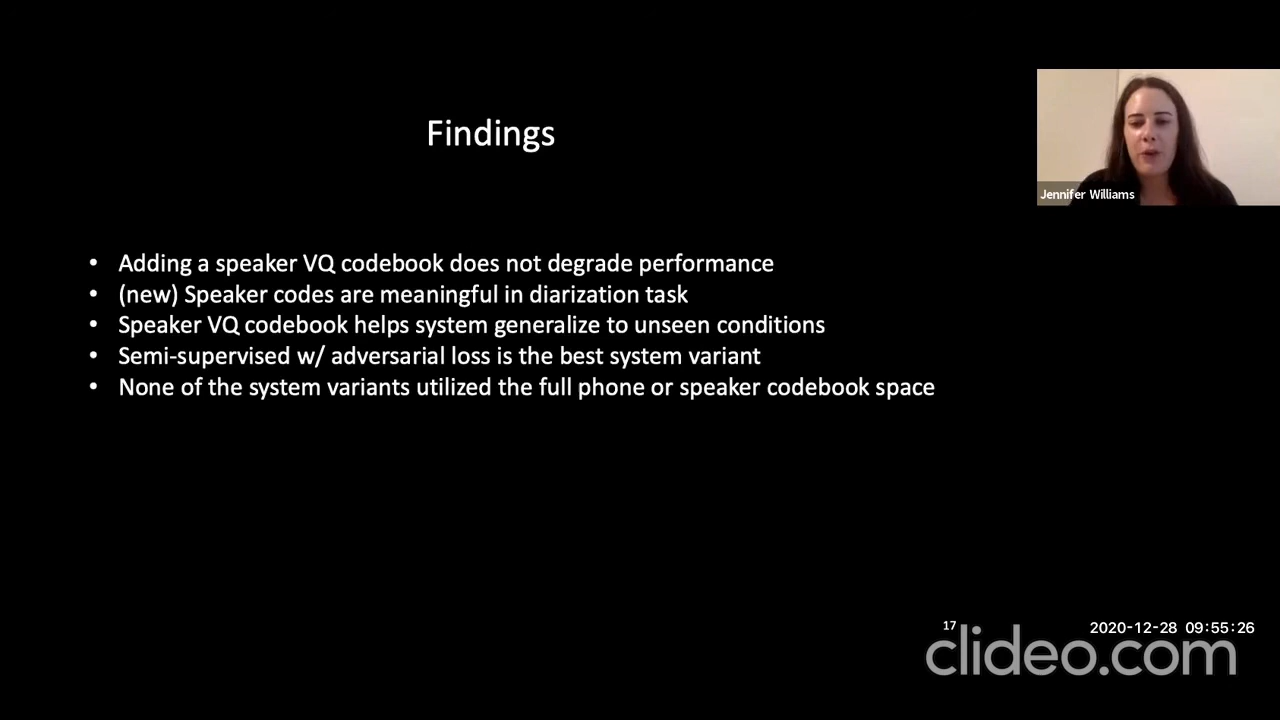 Findings
Jennifer Williams
• Adding a speaker VQ codebook does not degrade performance
• (new) Speaker codes are meaningful in diarization task
• Speaker VQ codebook helps system generalize to unseen conditions
• Semi-supervised w/ adversarial loss is the best system variant
• None of the system variants utilized the full phone or speaker codebook space
17
2020-12-28 09:55:26
clideo.com